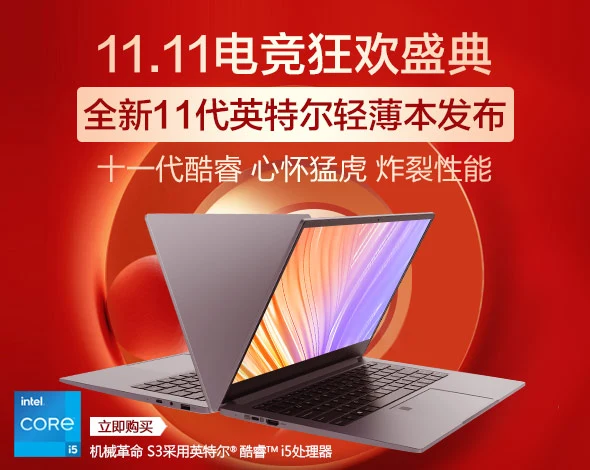 11.11电竞狂欢盛典
全新11代英特尔轻薄本发布
十一代酷睿 心怀猛虎 炸裂性能
intel.
CORE
i5
立即购买
机械革命 S3采用英特尔® 酷睿™ i5处理器